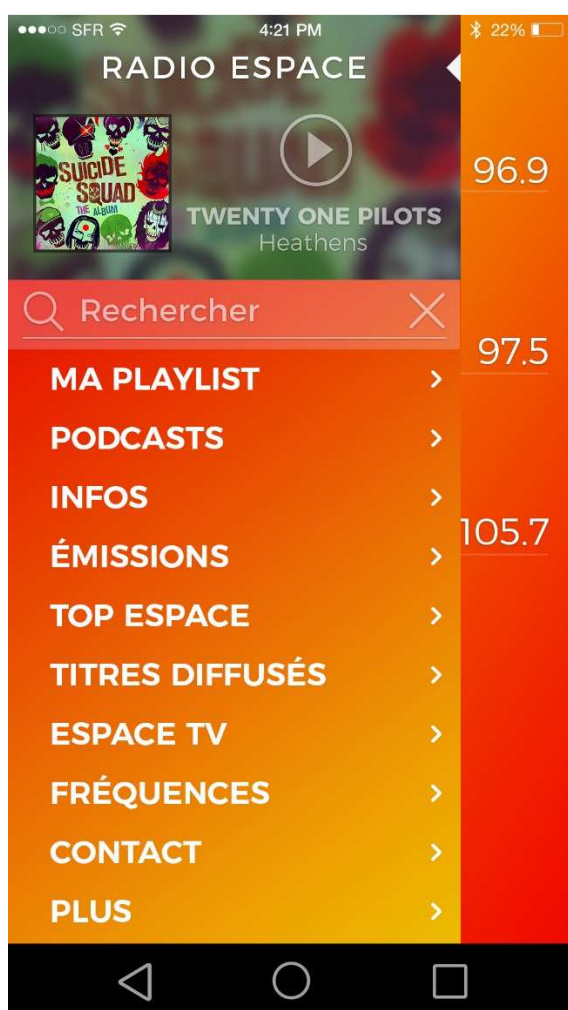 SFR 4:21 PM 22%
RADIO ESPACE
SUICIDE
SQUAD
THE ALBUM
TWENTY ONE PILOTS
Heathens
96.9
Rechercher
97.5
MA PLAYLIST
PODCASTS
INFOS
105.7
ÉMISSIONS
TOP ESPACE
TITRES DIFFUSÉS
ESPACE TV
FRÉQUENCES
CONTACT
PLUS